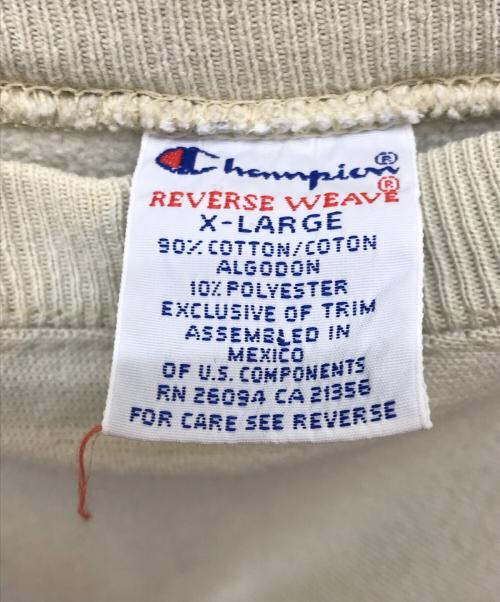 Champion®
REVERSE WEAVE®
X-LARGE
90% COTTON/COTON
ALGODON
10% POLYESTER
EXCLUSIVE OF TRIM
ASSEMBLED IN
MEXICO
OF U.S. COMPONENTS
RN 26094 CA 21356
FOR CARE SEE REVERSE